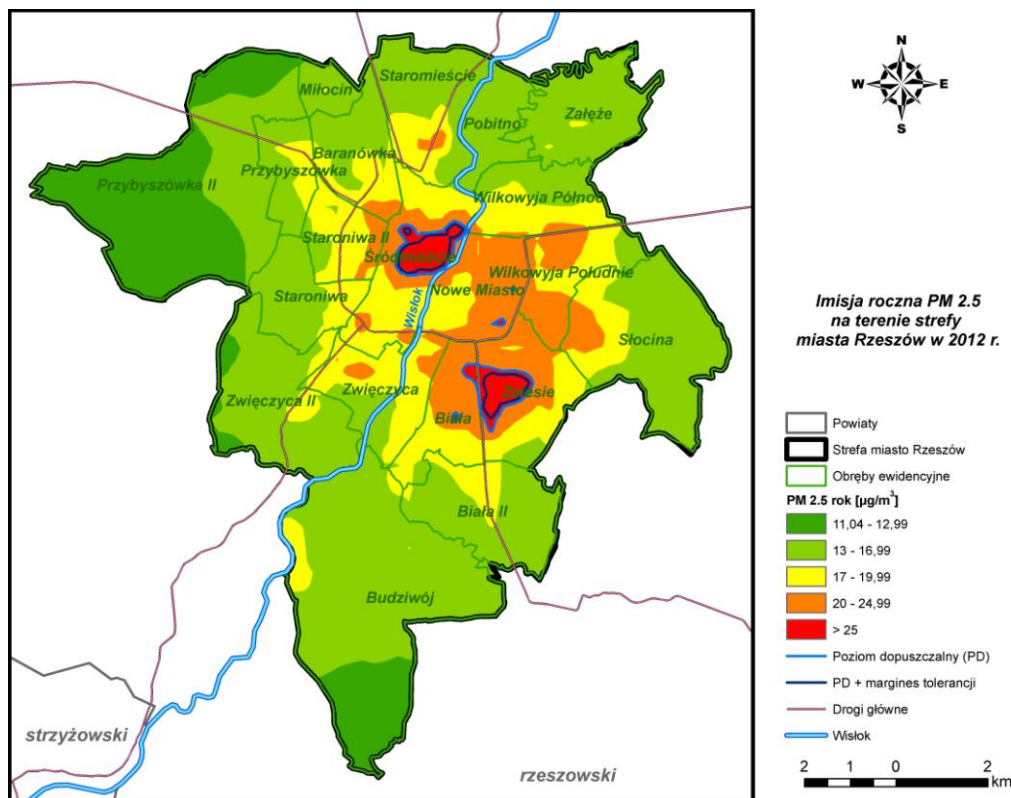 Staromieście
Miłocin
Załęże
Pobitno
Baranówka
Przybyszówka
Przybyszówka II
Wilkowyja Północ
Staroniwa II
Śródmieście
Wilkowyja Południe
Nowe Miasto
Staroniwa
Wisłok
Słocina
Zwięczyca
Zalesie
Zwięczyca II
Biała
Biała II
Budziwój
strzyżowski
rzeszowski
N
W E
S
Imisja roczna PM 2.5
na terenie strefy
miasta Rzeszów w 2012 r.
Powiaty
Strefa miasto Rzeszów
Obręby ewidencyjne
PM 2.5 rok [µg/m³]
11,04 - 12,99
13 - 16,99
17 - 19,99
20 - 24,99
> 25
Poziom dopuszczalny (PD)
PD + margines tolerancji
Drogi główne
Wisłok
2 1 0 2
km